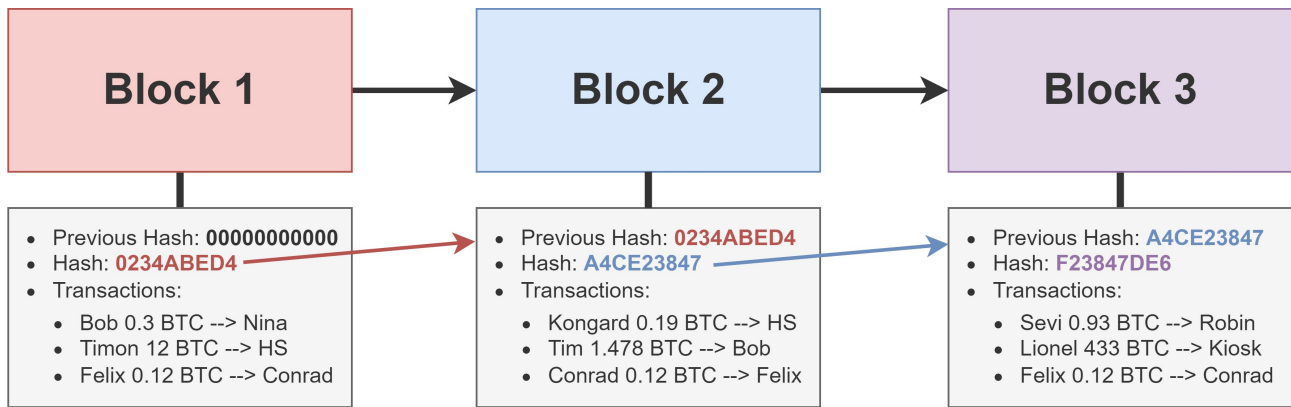 Block 1
Block 2
Block 3
• Previous Hash: 00000000000
• Hash: 0234ABED4
• Transactions:
• Bob 0.3 BTC --> Nina
• Timon 12 BTC --> HS
• Felix 0.12 BTC --> Conrad
• Previous Hash: 0234ABED4
• Hash: A4CE23847
• Transactions:
• Kongard 0.19 BTC --> HS
• Tim 1.478 BTC --> Bob
• Conrad 0.12 BTC --> Felix
• Previous Hash: A4CE23847
• Hash: F23847DE6
• Transactions:
• Sevi 0.93 BTC --> Robin
• Lionel 433 BTC --> Kiosk
• Felix 0.12 BTC --> Conrad